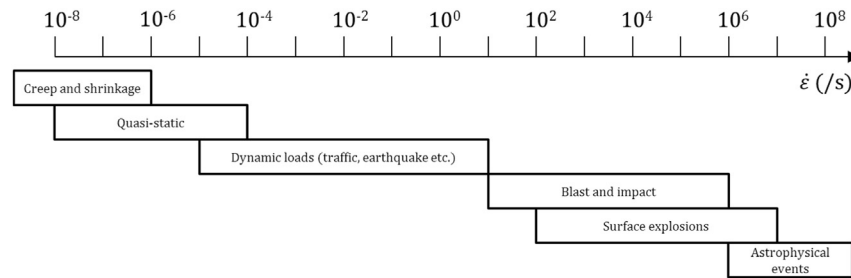 10⁻⁸ 10⁻⁶ 10⁻⁴ 10⁻² 10⁰ 10² 10⁴ 10⁶ 10⁸
ε̇ (/s)
Creep and shrinkage
Quasi-static
Dynamic loads (traffic, earthquake etc.)
Blast and impact
Surface explosions
Astrophysical
events